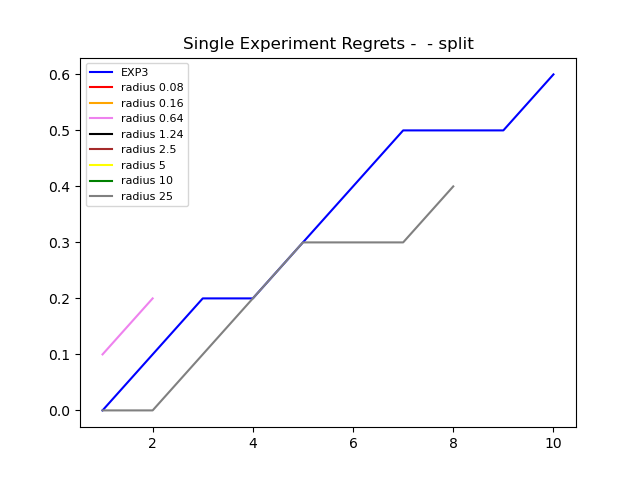 Single Experiment Regrets -  - split
EXP3
radius 0.08
radius 0.16
radius 0.64
radius 1.24
radius 2.5
radius 5
radius 10
radius 25
0.6
0.5
0.4
0.3
0.2
0.1
0.0
2 4 6 8 10